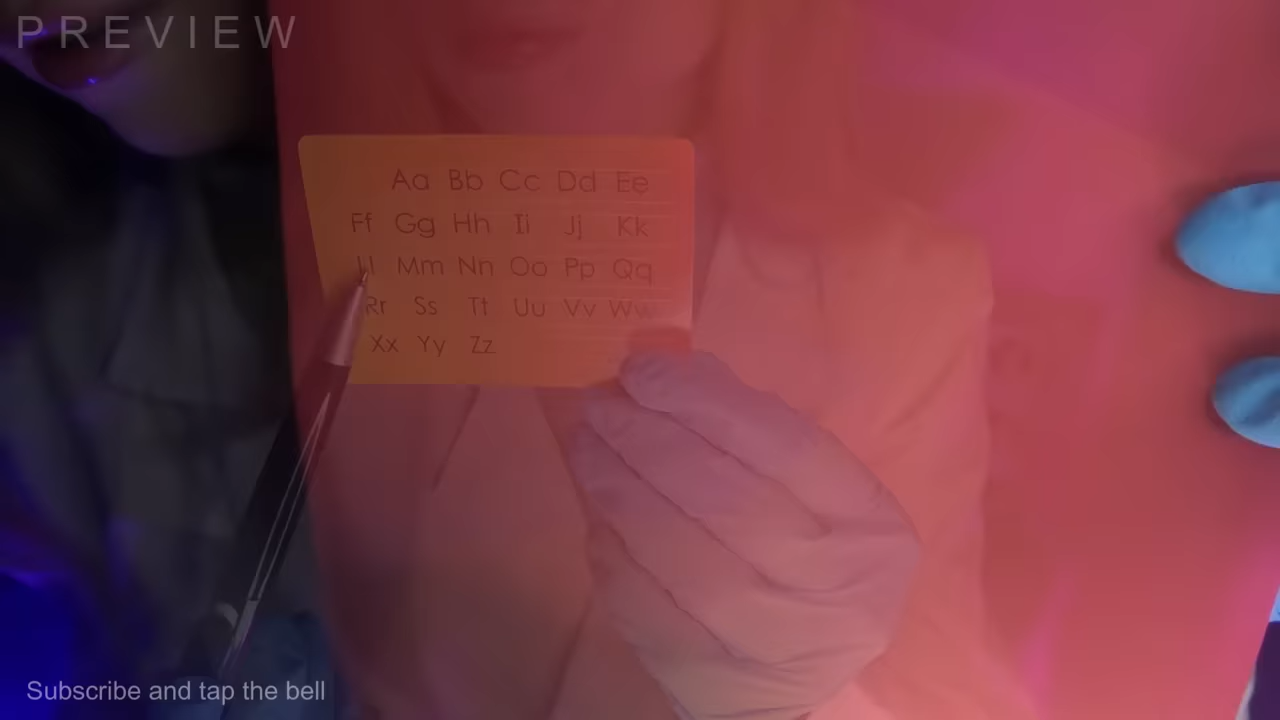 PREVIEW
Aa Bb Cc Dd Ee
Ff Gg Hh Ii Jj Kk
Ll Mm Nn Oo Pp Qq
Rr Ss Tt Uu Vv Ww
Xx Yy Zz
Subscribe and tap the bell